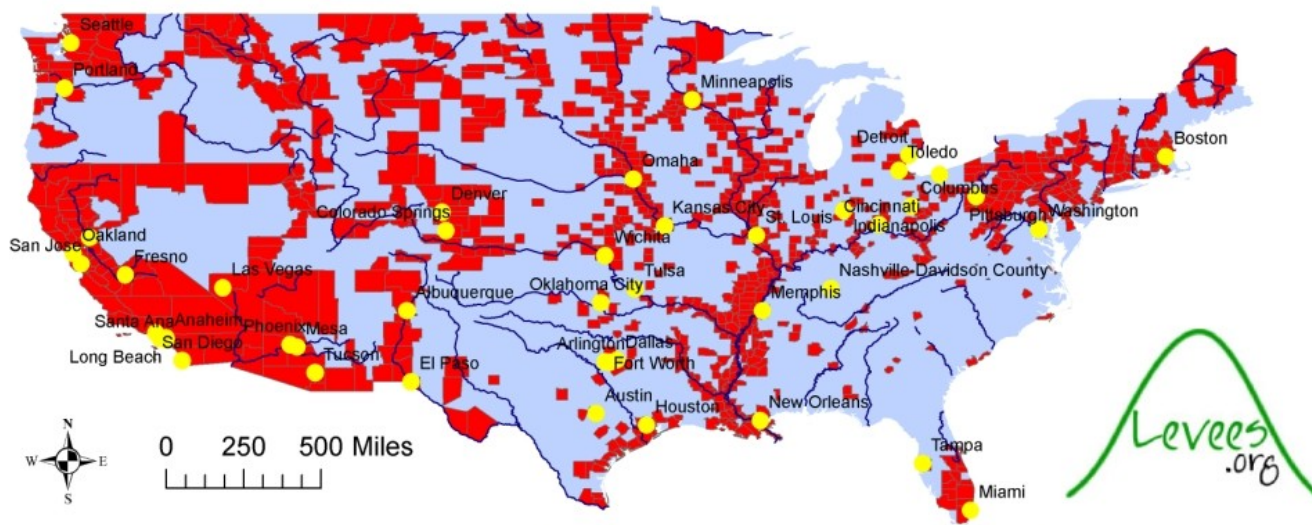 Seattle
Portland
Minneapolis
Detroit
Toledo
Boston
Omaha
Columbus
Denver
Cincinnati
Colorado Springs
Kansas City
St. Louis
Indianapolis
Pittsburgh
Washington
Oakland
San Jose
Fresno
Las Vegas
Wichita
Tulsa
Nashville-Davidson County
Albuquerque
Oklahoma City
Memphis
Santa Ana
Anaheim
Phoenix
Mesa
San Diego
Long Beach
Tucson
Arlington
Dallas
Fort Worth
El Paso
Austin
Houston
New Orleans
Tampa
Miami
N
W
E
S
0 250 500 Miles
Levees
.org